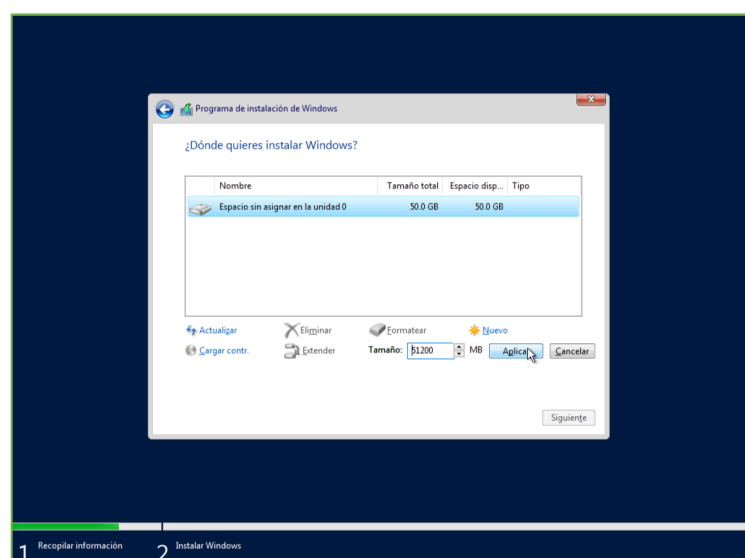 Programa de instalación de Windows
¿Dónde quieres instalar Windows?
Nombre Tamaño total Espacio disp... Tipo
Espacio sin asignar en la unidad 0 50.0 GB 50.0 GB
Actualizar Eliminar Formatear Nuevo
Cargar contr. Extender Tamaño: 51200 MB Aplica Cancelar
Siguiente
1 Recopilar información 2 Instalar Windows